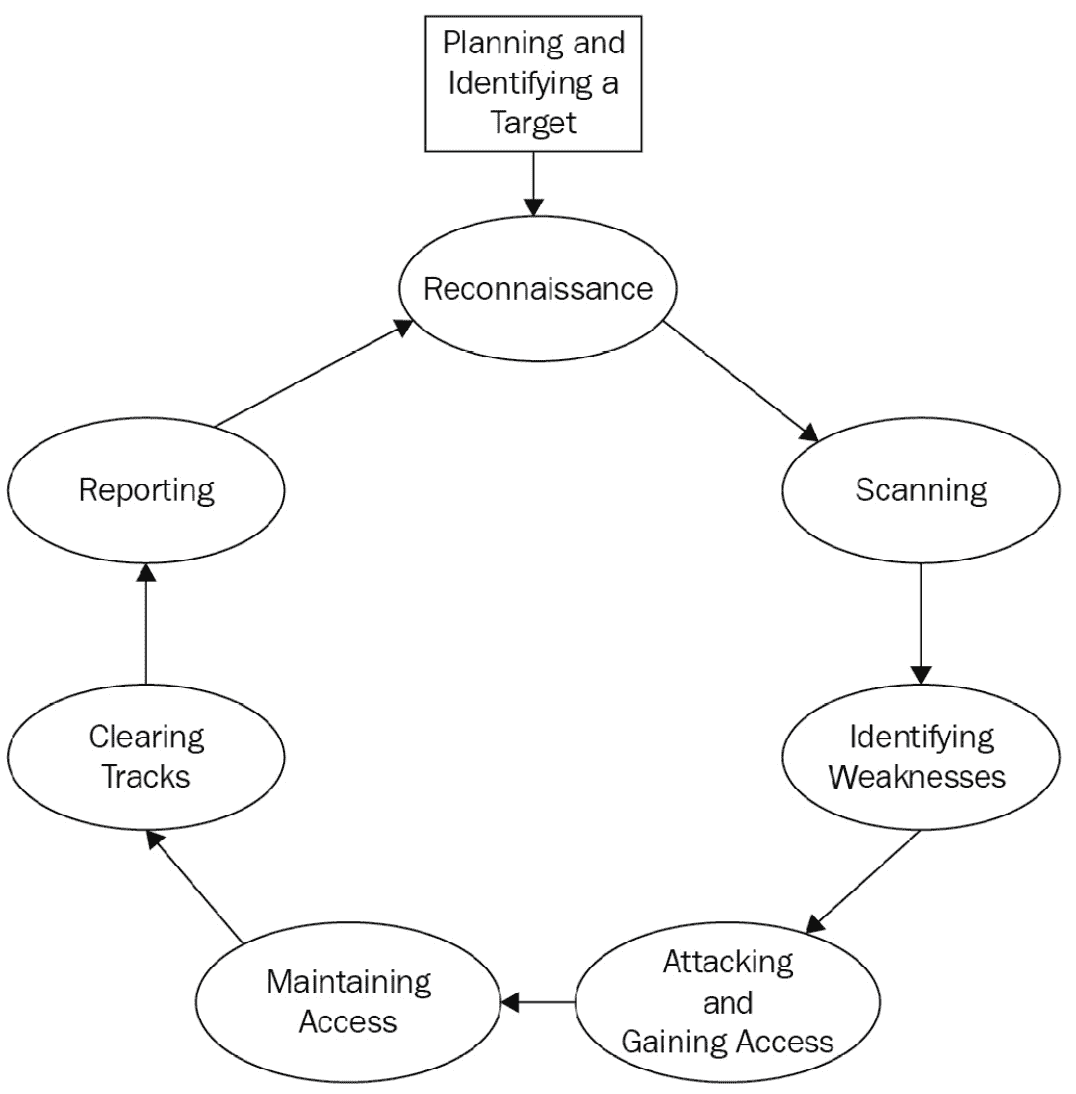 Planning and
Identifying a
Target
Reconnaissance
Scanning
Identifying
Weaknesses
Attacking
and
Gaining Access
Maintaining
Access
Clearing
Tracks
Reporting